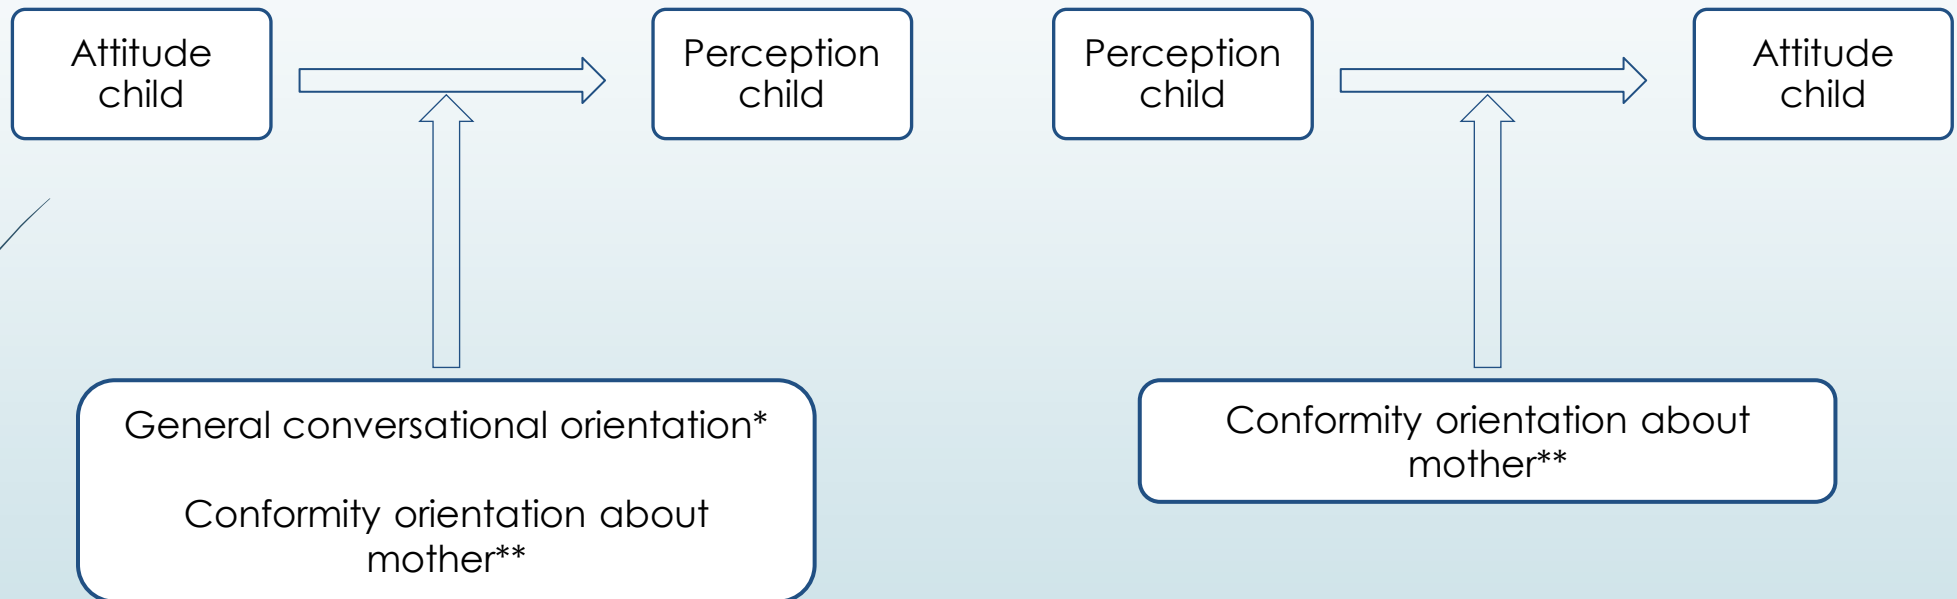 Attitude
child
Perception
child
Perception
child
Attitude
child
General conversational orientation*
Conformity orientation about
mother**
Conformity orientation about
mother**